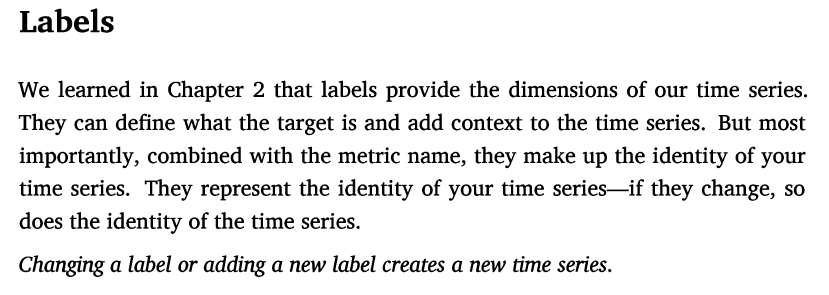 Labels
We learned in Chapter 2 that labels provide the dimensions of our time series.
They can define what the target is and add context to the time series. But most
importantly, combined with the metric name, they make up the identity of your
time series. They represent the identity of your time series—if they change, so
does the identity of the time series.
Changing a label or adding a new label creates a new time series.